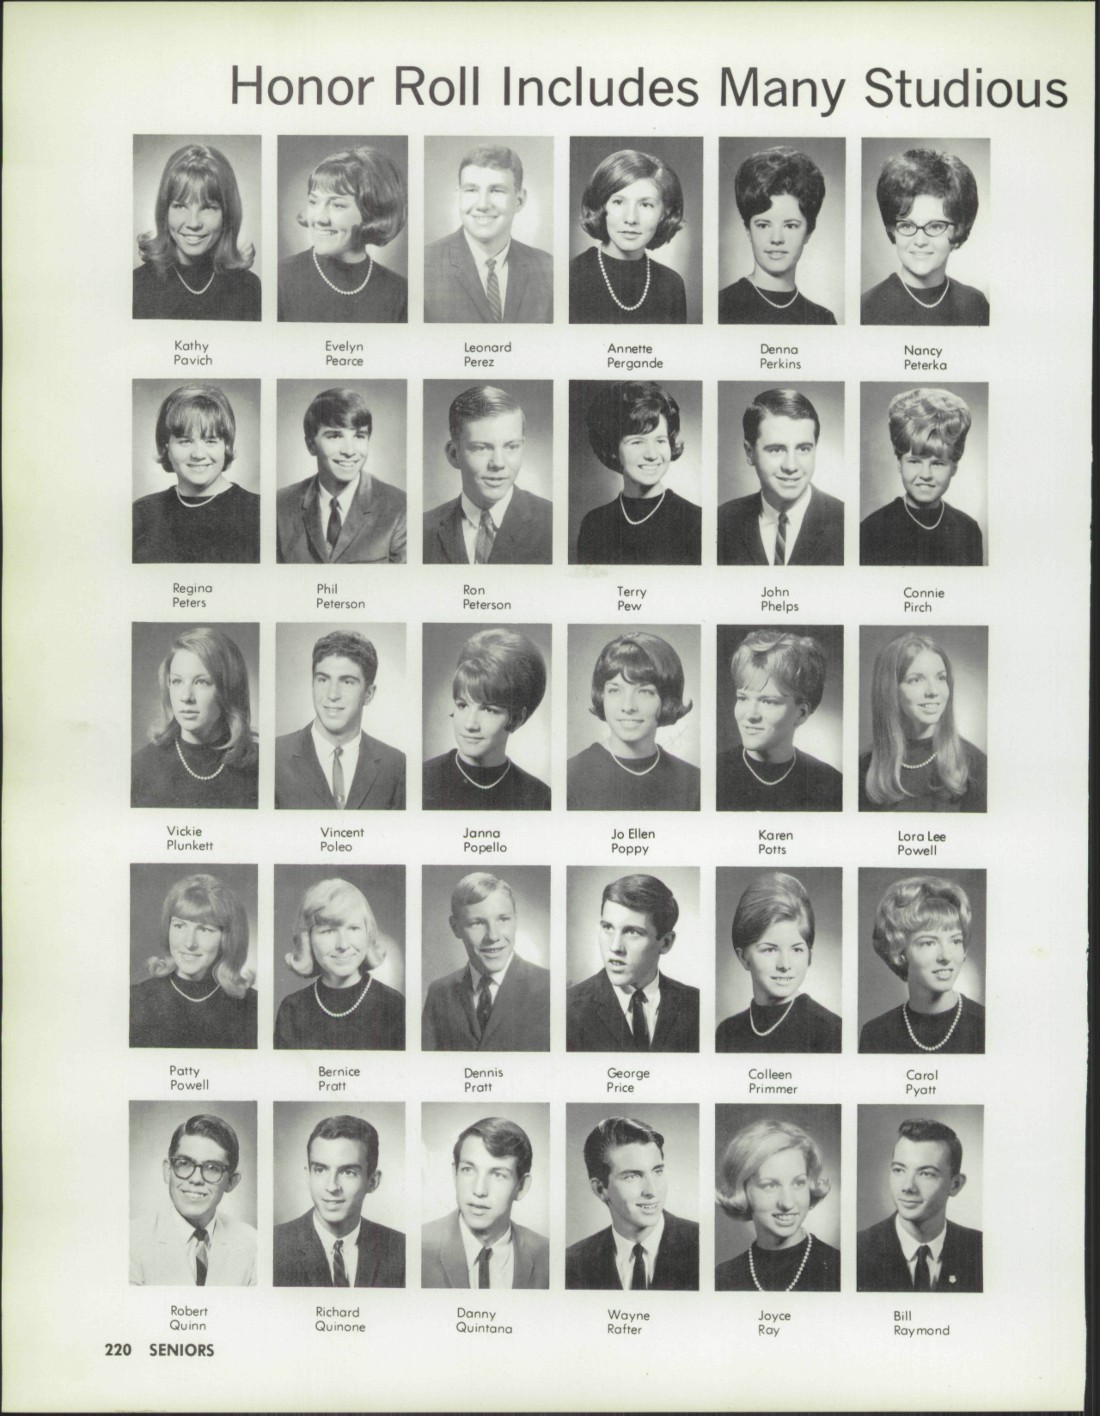 Honor Roll Includes Many Studious
Kathy
Pavich
Evelyn
Pearce
Leonard
Perez
Annette
Pergande
Denna
Perkins
Nancy
Peterka
Regina
Peters
Phil
Peterson
Ron
Peterson
Terry
Pew
John
Phelps
Connie
Pirch
Vickie
Plunkett
Vincent
Poleo
Janna
Popello
Jo Ellen
Poppy
Karen
Potts
Lora Lee
Powell
Patty
Powell
Bernice
Pratt
Dennis
Pratt
George
Price
Colleen
Primmer
Carol
Pyatt
Robert
Quinn
Richard
Quinone
Danny
Quintana
Wayne
Rafter
Joyce
Ray
Bill
Raymond
220 SENIORS